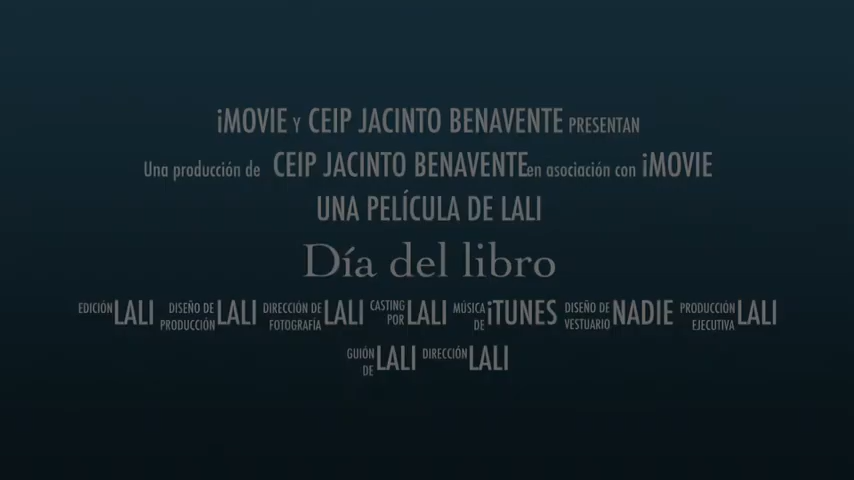 iMOVIE Y CEIP JACINTO BENAVENTE PRESENTAN
Una producción de CEIP JACINTO BENAVENTE en asociación con iMOVIE
UNA PELÍCULA DE LALI
Día del libro
EDICIÓN LALI DISEÑO DE PRODUCCIÓN LALI DIRECCIÓN DE FOTOGRAFÍA LALI CASTING POR LALI MÚSICA DE iTUNES DISEÑO DE VESTUARIO NADIE PRODUCCIÓN EJECUTIVA LALI
GUIÓN DE LALI DIRECCIÓN LALI